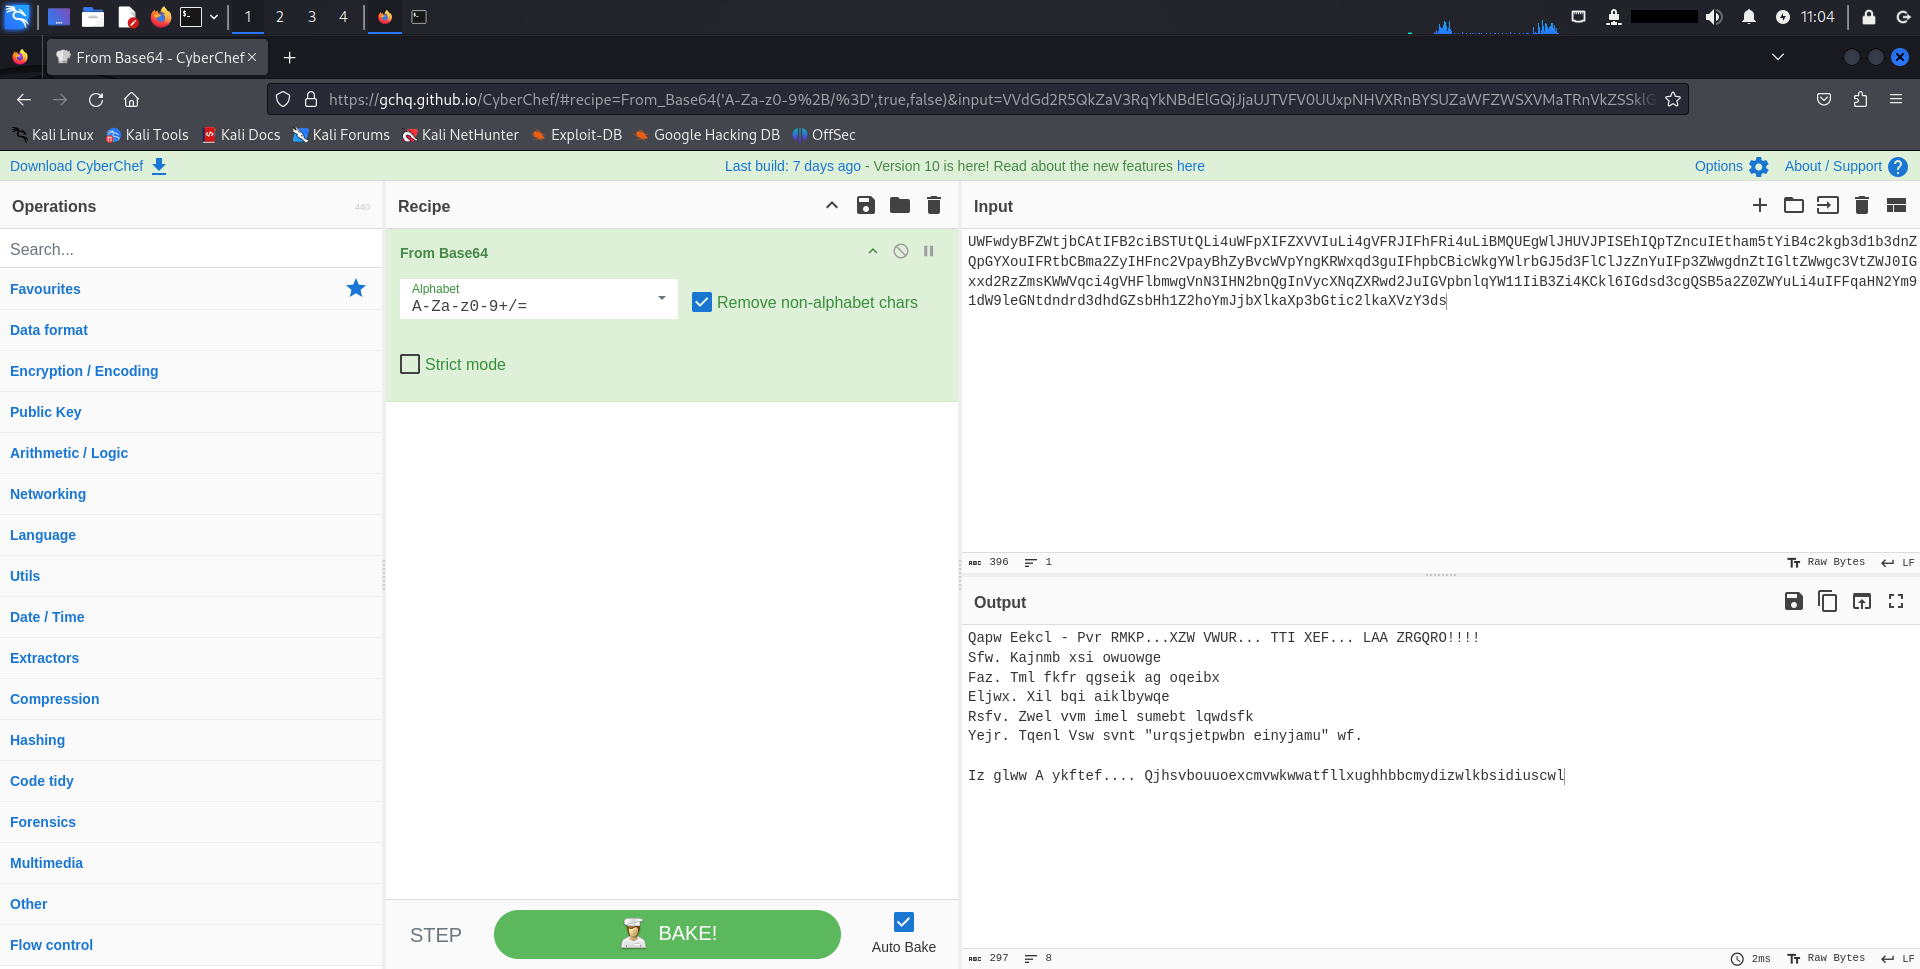 1 2 3 4
11:04
From Base64 - CyberChef
https://gchq.github.io/CyberChef/#recipe=From_Base64('A-Za-z0-9%2B/%3D',true,false)&input=VVdGd2R5QkZaV3RqYkNBdElGQjJjaUJTVFV0UUxpNHVXRnBYSUZaWFZWSXVMaTRnVkZSSklG
Kali Linux Kali Tools Kali Docs Kali Forums Kali NetHunter Exploit-DB Google Hacking DB OffSec
Download CyberChef Last build: 7 days ago - Version 10 is here! Read about the new features here Options About / Support
Operations 440
Search...
Favourites
Data format
Encryption / Encoding
Public Key
Arithmetic / Logic
Networking
Language
Utils
Date / Time
Extractors
Compression
Hashing
Code tidy
Forensics
Multimedia
Other
Flow control
Recipe
From Base64
Alphabet
A-Za-z0-9+/=
Remove non-alphabet chars
Strict mode
STEP
BAKE!
Auto Bake
Input
UWFwdyBFZWtjbCAtIFB2ciBSTUtQLi4uWFpXIFZXVVIuLi4gVFRJIFhFRi4uLiBMQUEgWlJHUVJPISEhIQpTZncuIEtham5tYiB4c2kgb3d1b3dnZ
QpGYXouIFRtbCBma2ZyIHFnc2VpayBhZyBvcWVpYngKRWxqd3guIFhpbCBicWkgYWlrbGJ5d3FlClJzZnYuIFp3ZWwgdnZtIGltZWwgc3VtZWJ0IG
xxd2RzZmsKWWVqci4gVHFlbmwgVnN3IHN2bnQgInVycXNqZXRwd2JuIGVpbnlqYW11IiB3Zi4KCkl6IGdsd3cgQSB5a2Z0ZWYuLi4uIFFqaHN2Ym9
1dW9leGNtdndrd3dhdGZsbHh1Z2hoYmJjbXlkaXp3bGtic2lkaXVzY3ds
396 1 Raw Bytes LF
Output
Qapw Eekcl - Pvr RMKP...XZW VWUR... TTI XEF... LAA ZRGQRO!!!!
Sfw. Kajnmb xsi owuowge
Faz. Tml fkfr qgseik ag oqeibx
Eljwx. Xil bqi aiklbywqe
Rsfv. Zwel vvm imel sumebt lqwdsfk
Yejr. Tqenl Vsw svnt "urqsjetpwbn einyjamu" wf.
Iz glww A ykftef.... Qjhsvbouuoexcmvwkwwatfllxughhbbcmydizwlkbsidiuscwl
297 8 2ms Raw Bytes LF